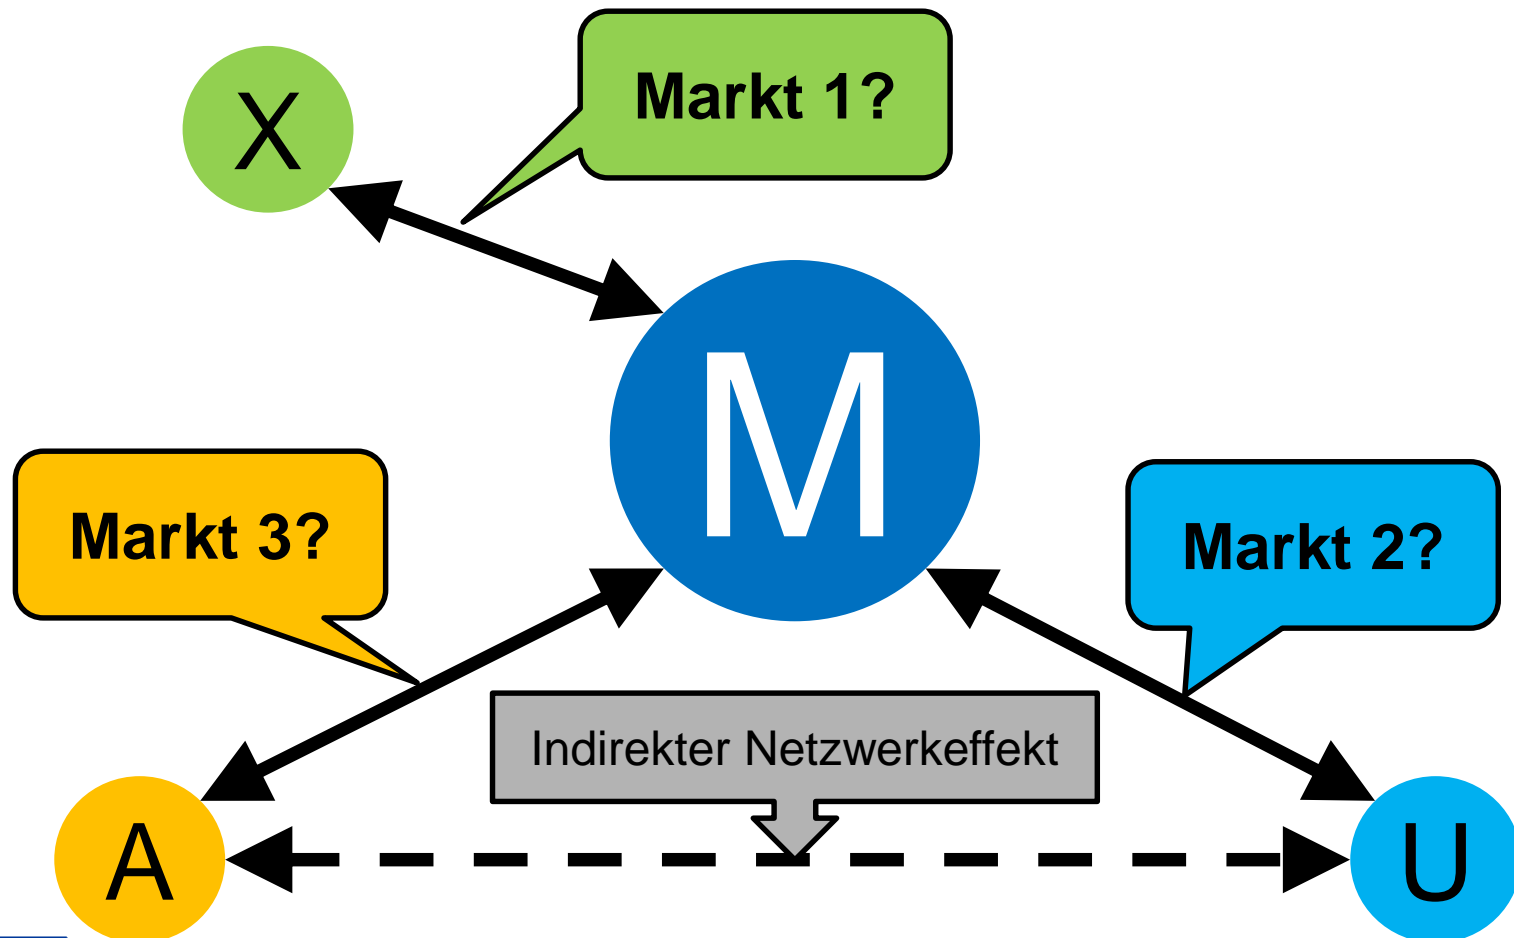 Markt 1?
X
M
Markt 3?
Markt 2?
Indirekter Netzwerkeffekt
A
U